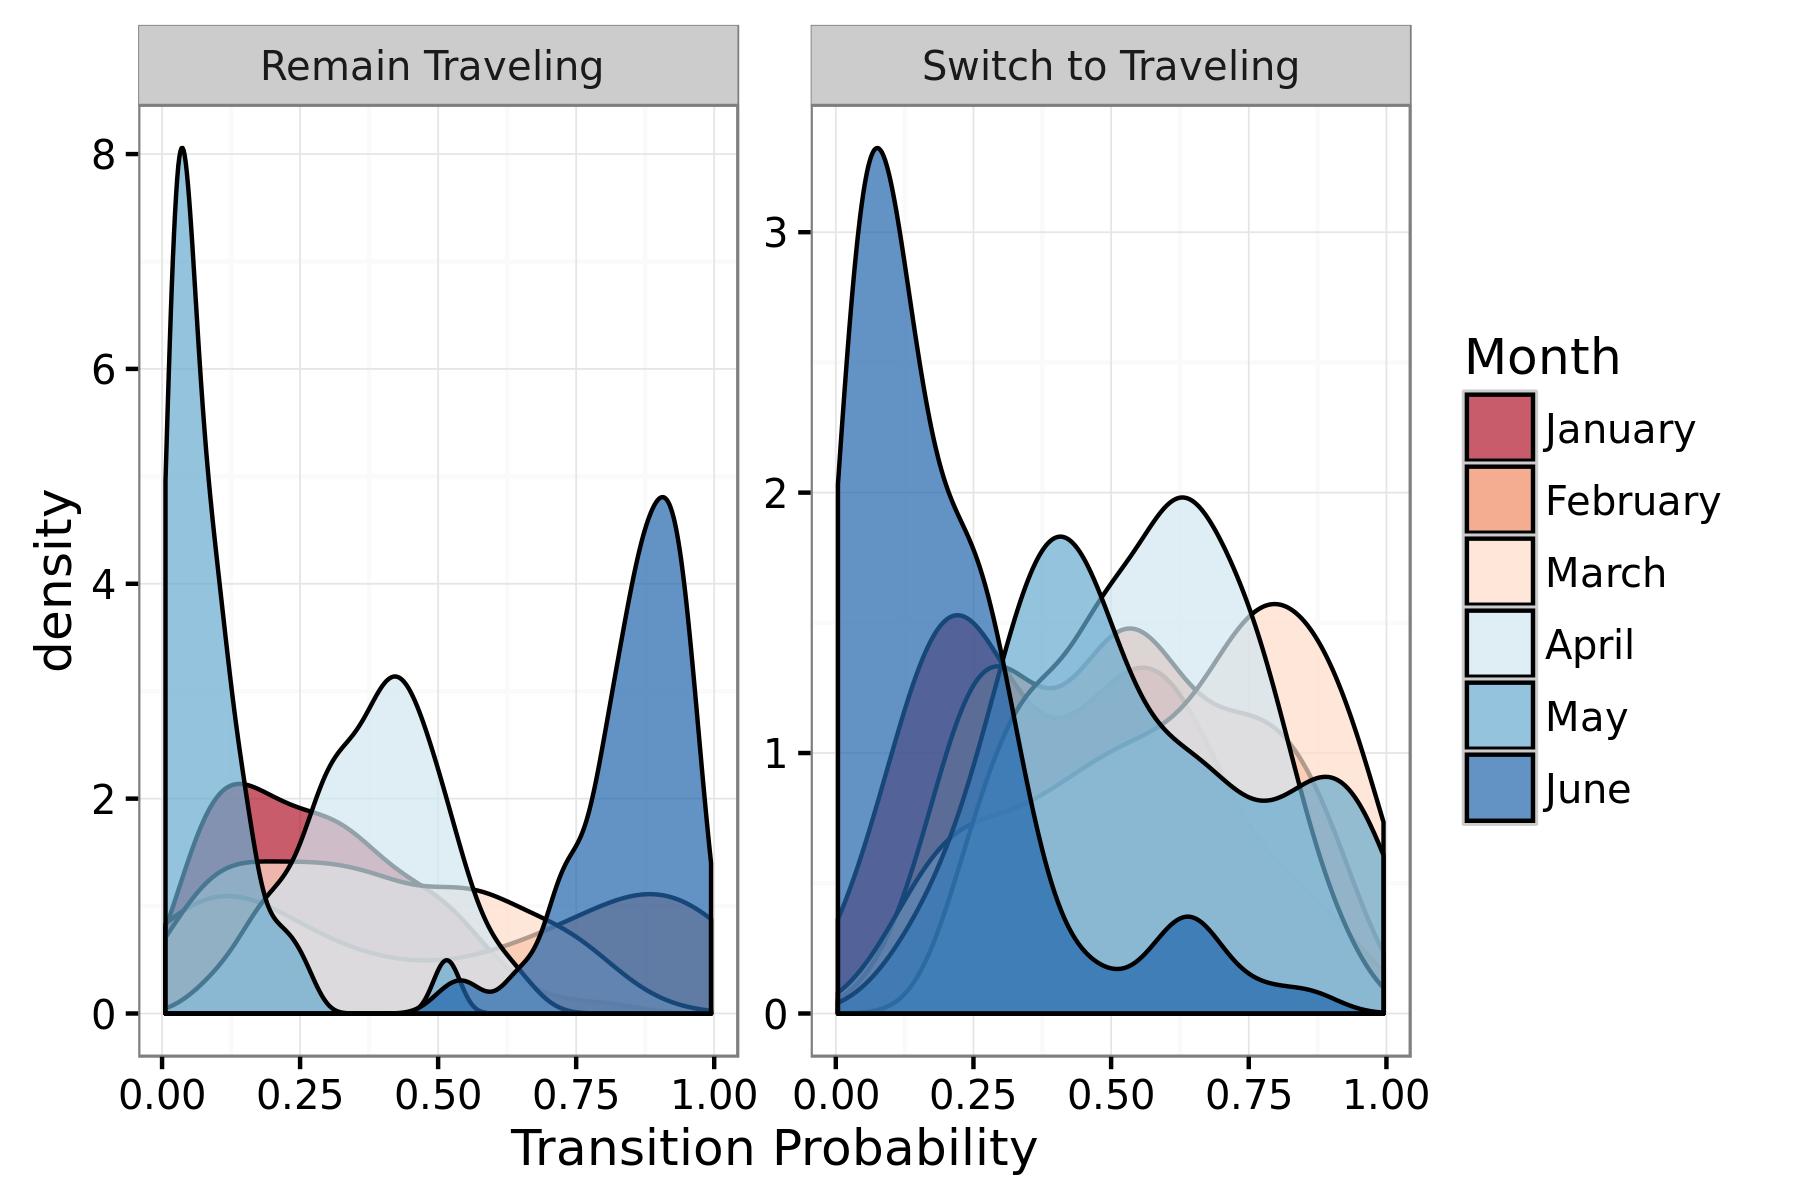 Remain Traveling
Switch to Traveling
8
6
4
2
0
3
2
1
0
density
0.00 0.25 0.50 0.75 1.00
0.00 0.25 0.50 0.75 1.00
Transition Probability
Month
January
February
March
April
May
June